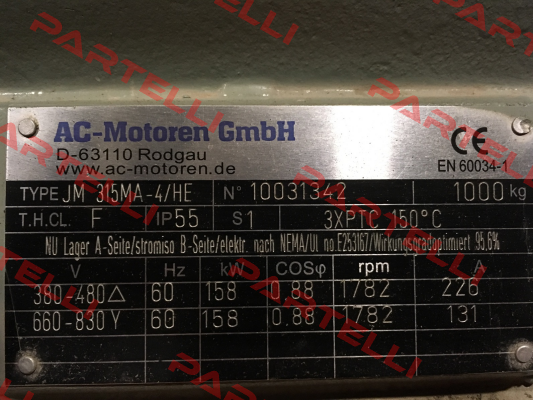 AC-Motoren GmbH
D-63110 Rodgau
www.ac-motoren.de
CE
EN 60034-1
TYPE JM 315MA-4/HE N° 10031342 1000 kg
T.H.CL. F IP55 S1 3XPTC 150°C
NU Lager A-Seite/stromiso B-Seite/elektr. nach NEMA/UL no.E253167/Wirkungsgradoptimiert 95,6%
V Hz kW COSφ rpm A
380-480△ 60 158 0.88 1782 226
660-830Y 60 158 0.88 1782 131
PARTELLI
PARTELLI
PARTELLI
PARTELLI
PARTELLI
PARTELLI